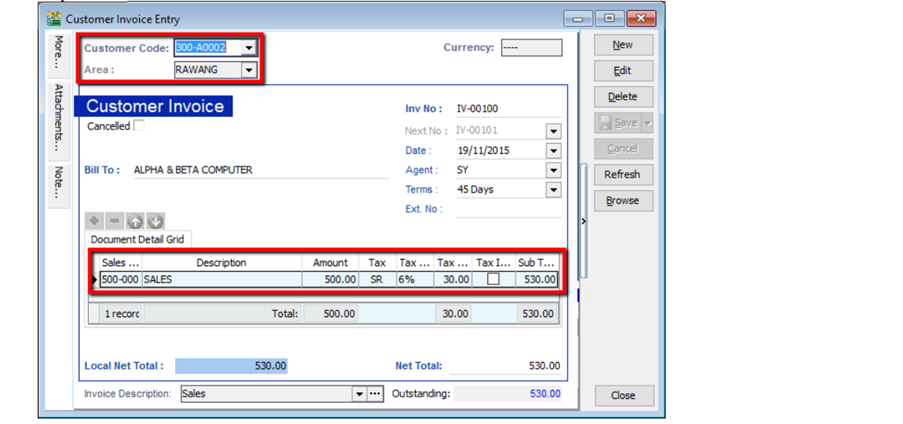 Customer Invoice Entry
More...
Attachments...
Note...
Customer Code: 300-A0002
Currency: ----
Area : RAWANG
Customer Invoice
Cancelled
Inv No : IV-00100
Next No : IV-00101
Date : 19/11/2015
Bill To : ALPHA & BETA COMPUTER
Agent : SY
Terms : 45 Days
Ext. No :
Document Detail Grid
Sales ... Description Amount Tax Tax ... Tax ... Tax I... Sub T...
500-000 SALES 500.00 SR 6% 30.00 530.00
1 record Total: 500.00 30.00 530.00
Local Net Total : 530.00 Net Total: 530.00
Invoice Description: Sales Outstanding: 530.00
New
Edit
Delete
Save
Cancel
Refresh
Browse
Close